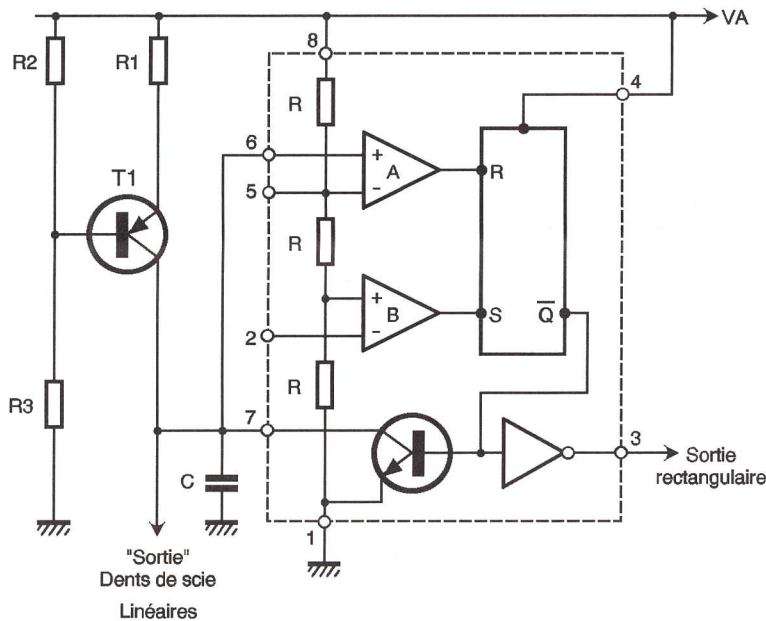 VA
R2
R1
8
4
R
6
+
A
R
T1
5
-
R
+
B
S
Q
2
-
R
R3
7
3
Sortie
rectangulaire
C
1
"Sortie"
Dents de scie
Linéaires